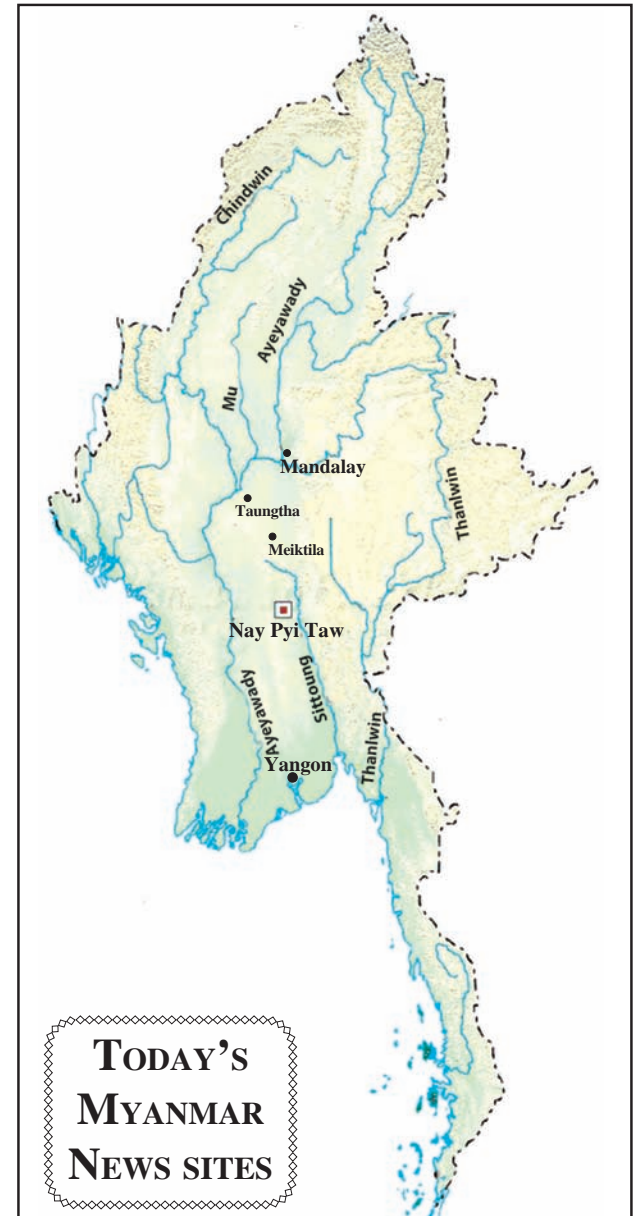 Chindwin
Ayeyawady
Mu
Mandalay
Taungtha
Thanlwin
Meiktila
Nay Pyi Taw
Sittoung
Ayeyawady
Thanlwin
Yangon
TODAY'S
MYANMAR
NEWS SITES